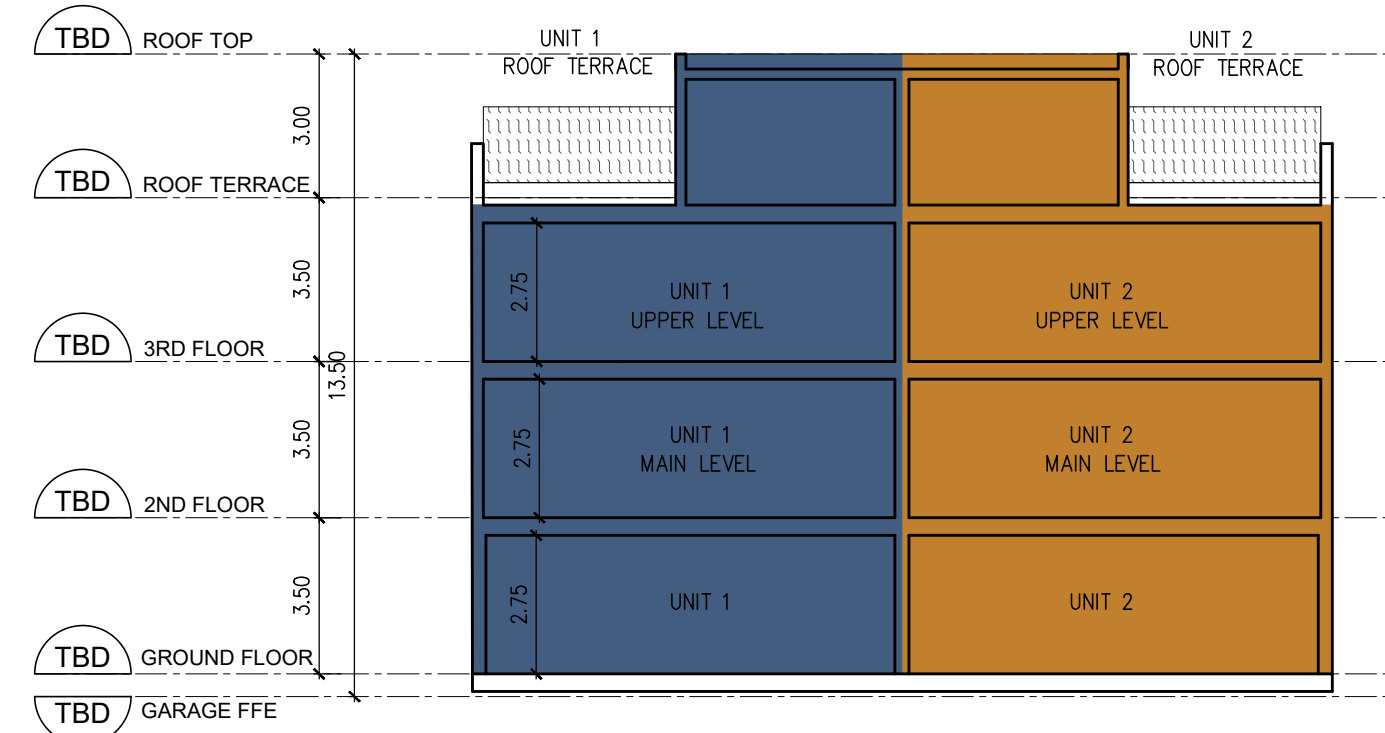 TBD ROOF TOP
UNIT 1
ROOF TERRACE
UNIT 2
ROOF TERRACE
3.00
TBD ROOF TERRACE
3.50
2.75
UNIT 1
UPPER LEVEL
UNIT 2
UPPER LEVEL
TBD 3RD FLOOR
13.50
3.50
2.75
UNIT 1
MAIN LEVEL
UNIT 2
MAIN LEVEL
TBD 2ND FLOOR
3.50
2.75
UNIT 1
UNIT 2
TBD GROUND FLOOR
TBD GARAGE FFE